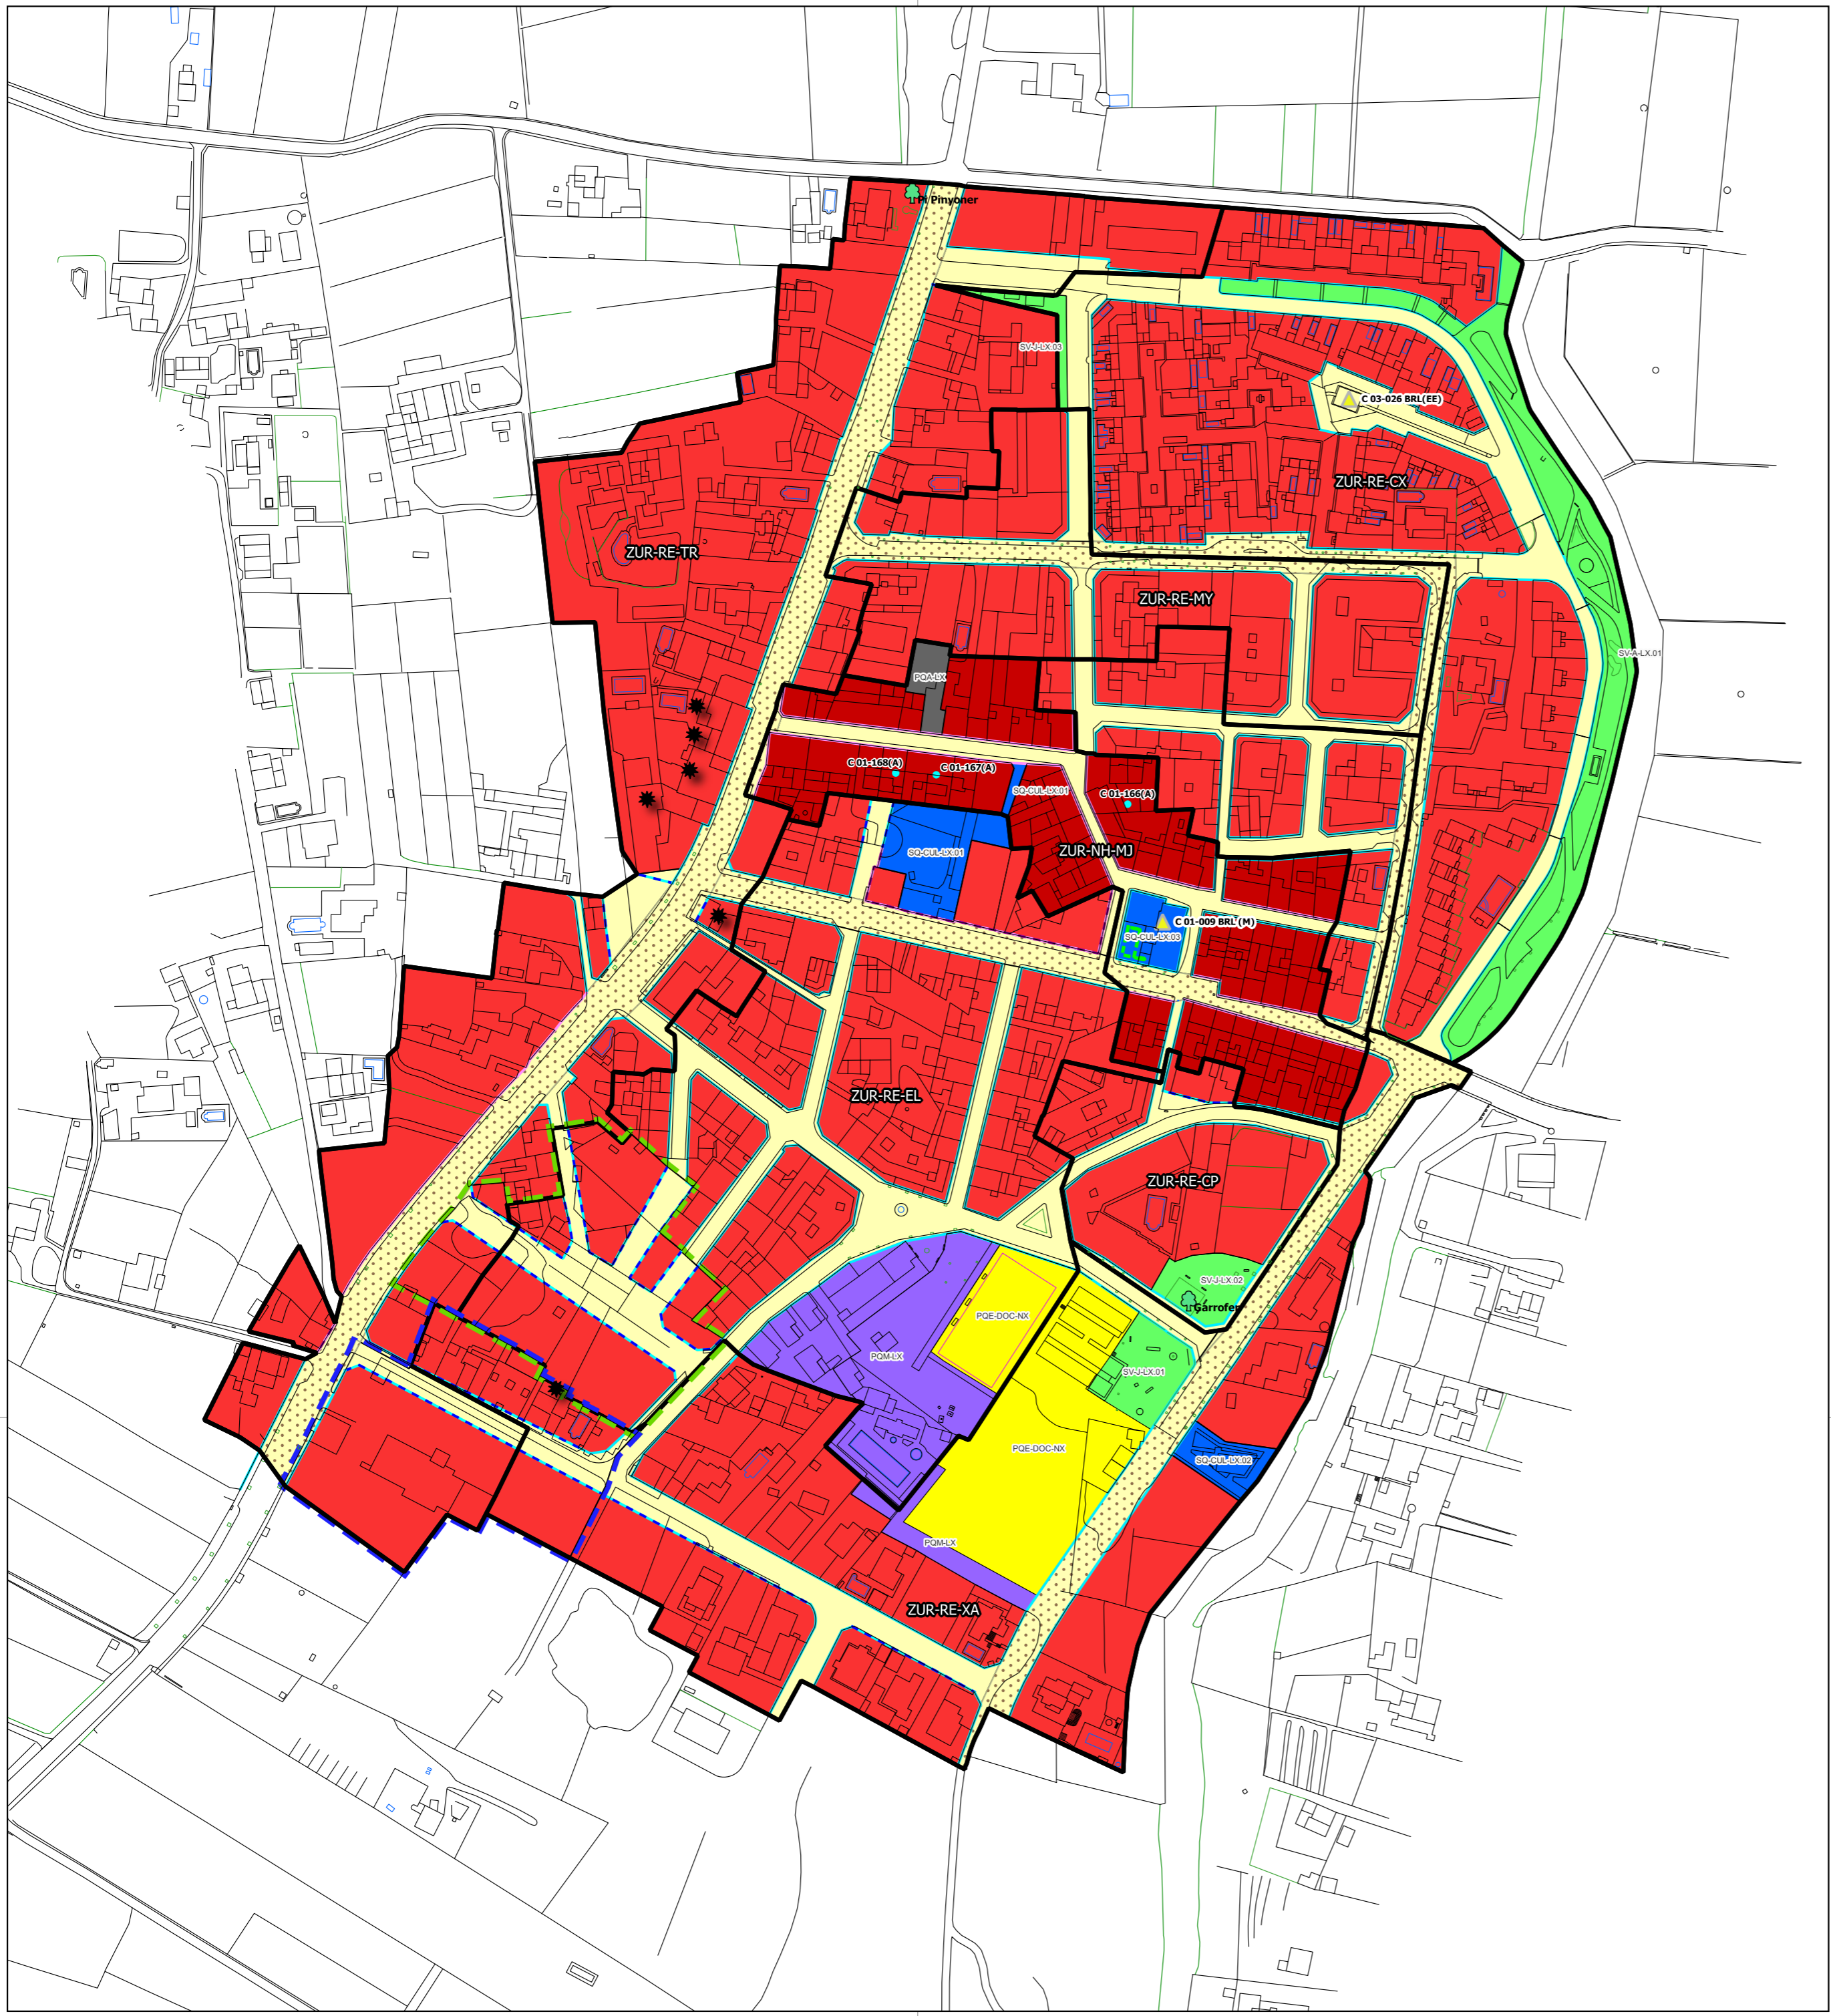 Pi Pinyoner
SV-J-LX.03
C 03-026 BRL(EE)
ZUR-RE-CX
ZUR-RE-TR
ZUR-RE-MY
SV-A-LX.01
PQA-LX
C 01-168(A)
C 01-167(A)
SQ-CUL-LX.01
C 01-166(A)
ZUR-NH-MJ
SQ-CUL-LX.01
C 01-009 BRL (M)
SQ-CUL-LX.03
ZUR-RE-EL
ZUR-RE-CP
SV-J-LX.02
Garrofer
PQE-DOC-NX
PQM-LX
SV-J-LX.01
PQE-DOC-NX
SQ-CUL-LX.02
PQM-LX
ZUR-RE-XA